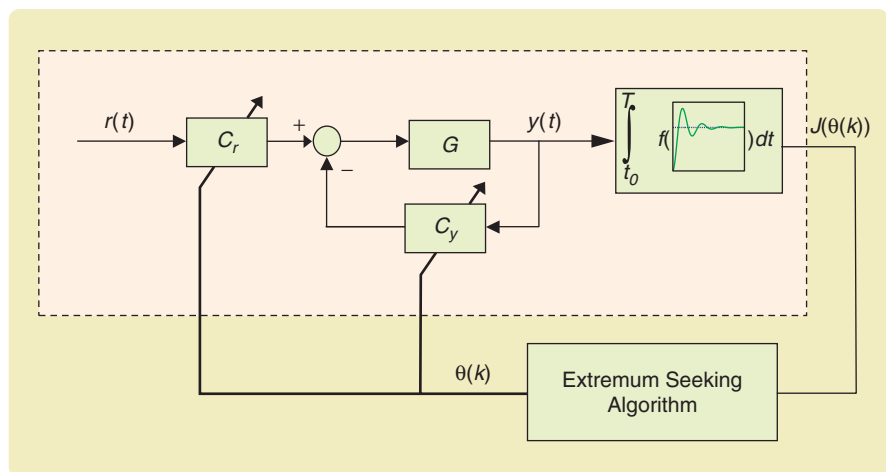 r(t)
C_r
+
−
G
y(t)
T
∫
t_0
f(
)dt
J(θ(k))
C_y
θ(k)
Extremum Seeking
Algorithm